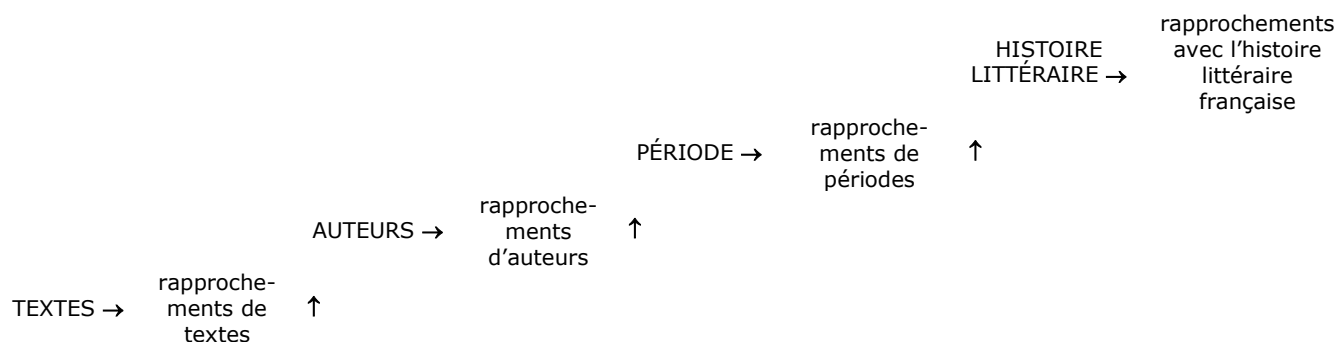 rapprochements
avec l’histoire
littéraire
française
HISTOIRE
LITTÉRAIRE →
rapproche-
ments de
périodes
PÉRIODE →
↑
rapproche-
ments
d’auteurs
AUTEURS →
↑
rapproche-
ments de
textes
TEXTES →
↑